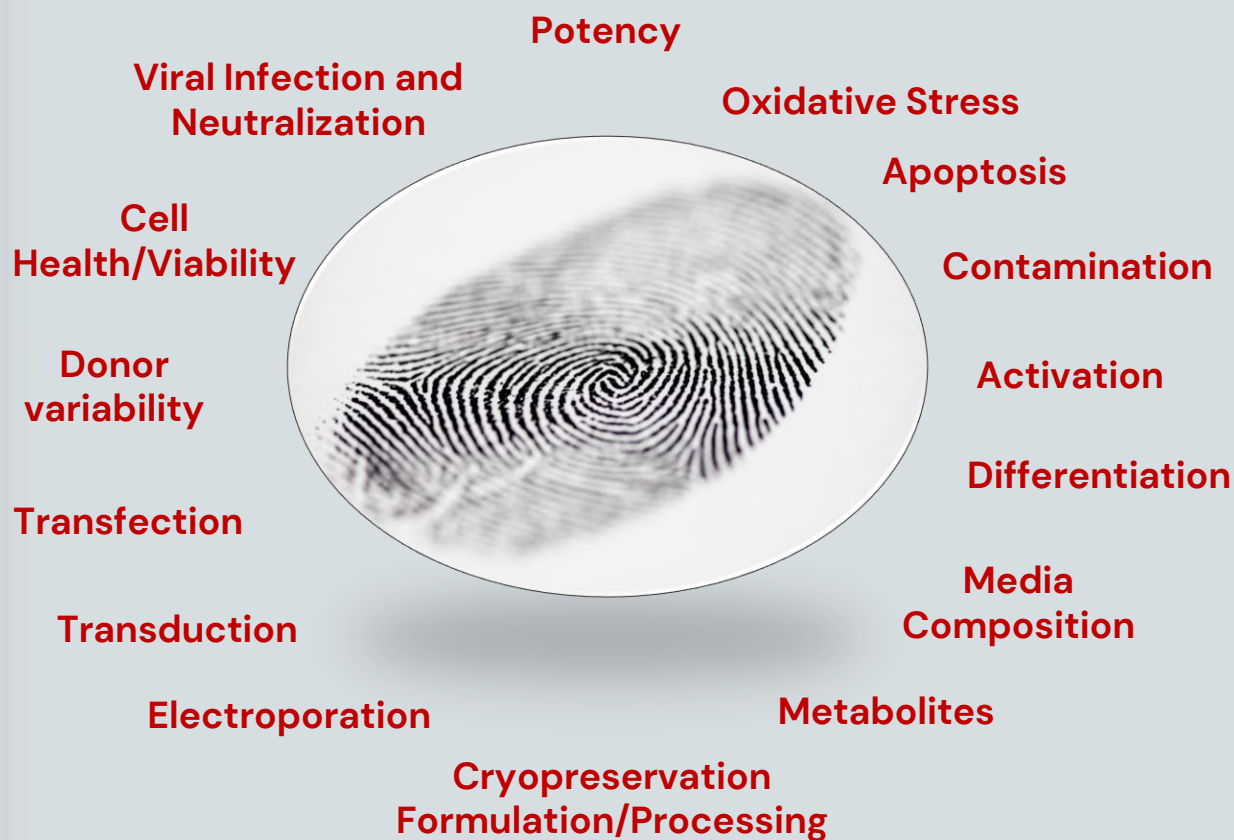 Potency
Viral Infection and
Neutralization
Oxidative Stress
Apoptosis
Cell
Health/Viability
Contamination
Donor
variability
Activation
Differentiation
Transfection
Media
Composition
Transduction
Electroporation
Metabolites
Cryopreservation
Formulation/Processing